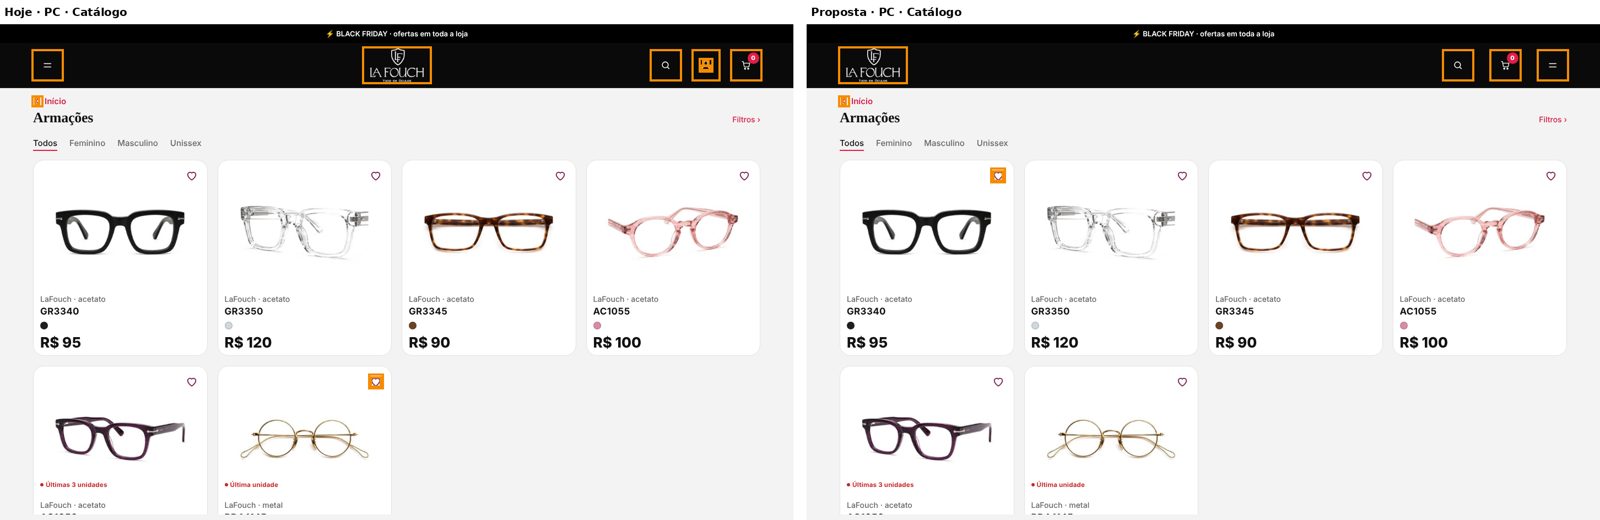 Hoje · PC · Catálogo
⚡ BLACK FRIDAY · ofertas em toda a loja
LA FOUCH
0
Início
Armações
Filtros ›
Todos Feminino Masculino Unissex
LaFouch · acetato
GR3340
R$ 95
LaFouch · acetato
GR3350
R$ 120
LaFouch · acetato
GR3345
R$ 90
LaFouch · acetato
AC1055
R$ 100
Últimas 3 unidades
LaFouch · acetato
Última unidade
LaFouch · metal
Proposta · PC · Catálogo
⚡ BLACK FRIDAY · ofertas em toda a loja
LA FOUCH
0
Início
Armações
Filtros ›
Todos Feminino Masculino Unissex
LaFouch · acetato
GR3340
R$ 95
LaFouch · acetato
GR3350
R$ 120
LaFouch · acetato
GR3345
R$ 90
LaFouch · acetato
AC1055
R$ 100
Últimas 3 unidades
LaFouch · acetato
Última unidade
LaFouch · metal